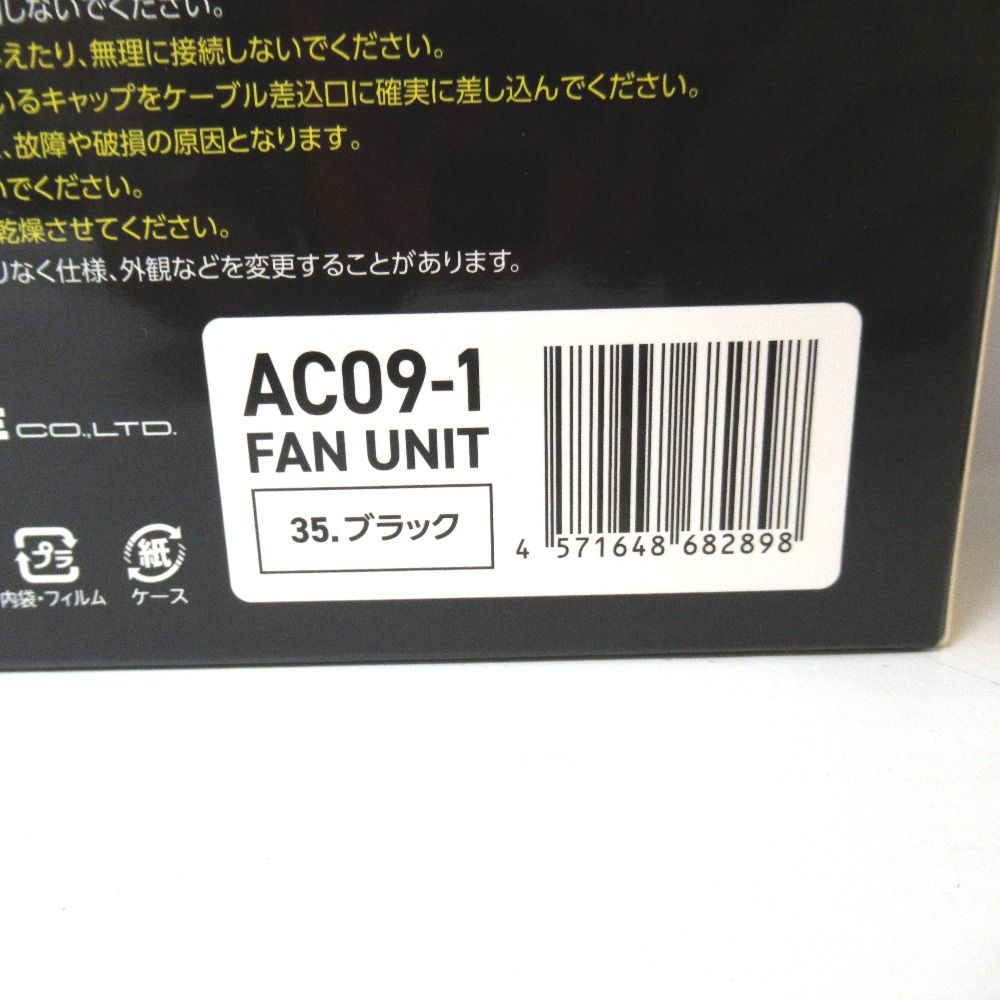 しないでください。
えたり、無理に接続しないでください。
いるキャップをケーブル差込口に確実に差し込んでください。
、故障や破損の原因となります。
いでください。
乾燥させてください。
りなく仕様、外観などを変更することがあります。
AC09-1
FAN UNIT
35.ブラック
4 571648 682898
E CO.,LTD.
プラ
内袋・フィルム
紙
ケース